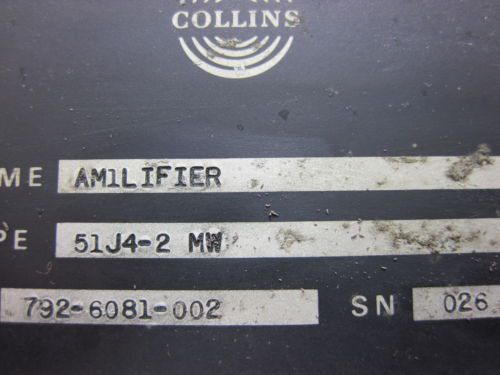 COLLINS
ME AM1LIFIER
PE 51J4-2 MW
792-6081-002 SN 026